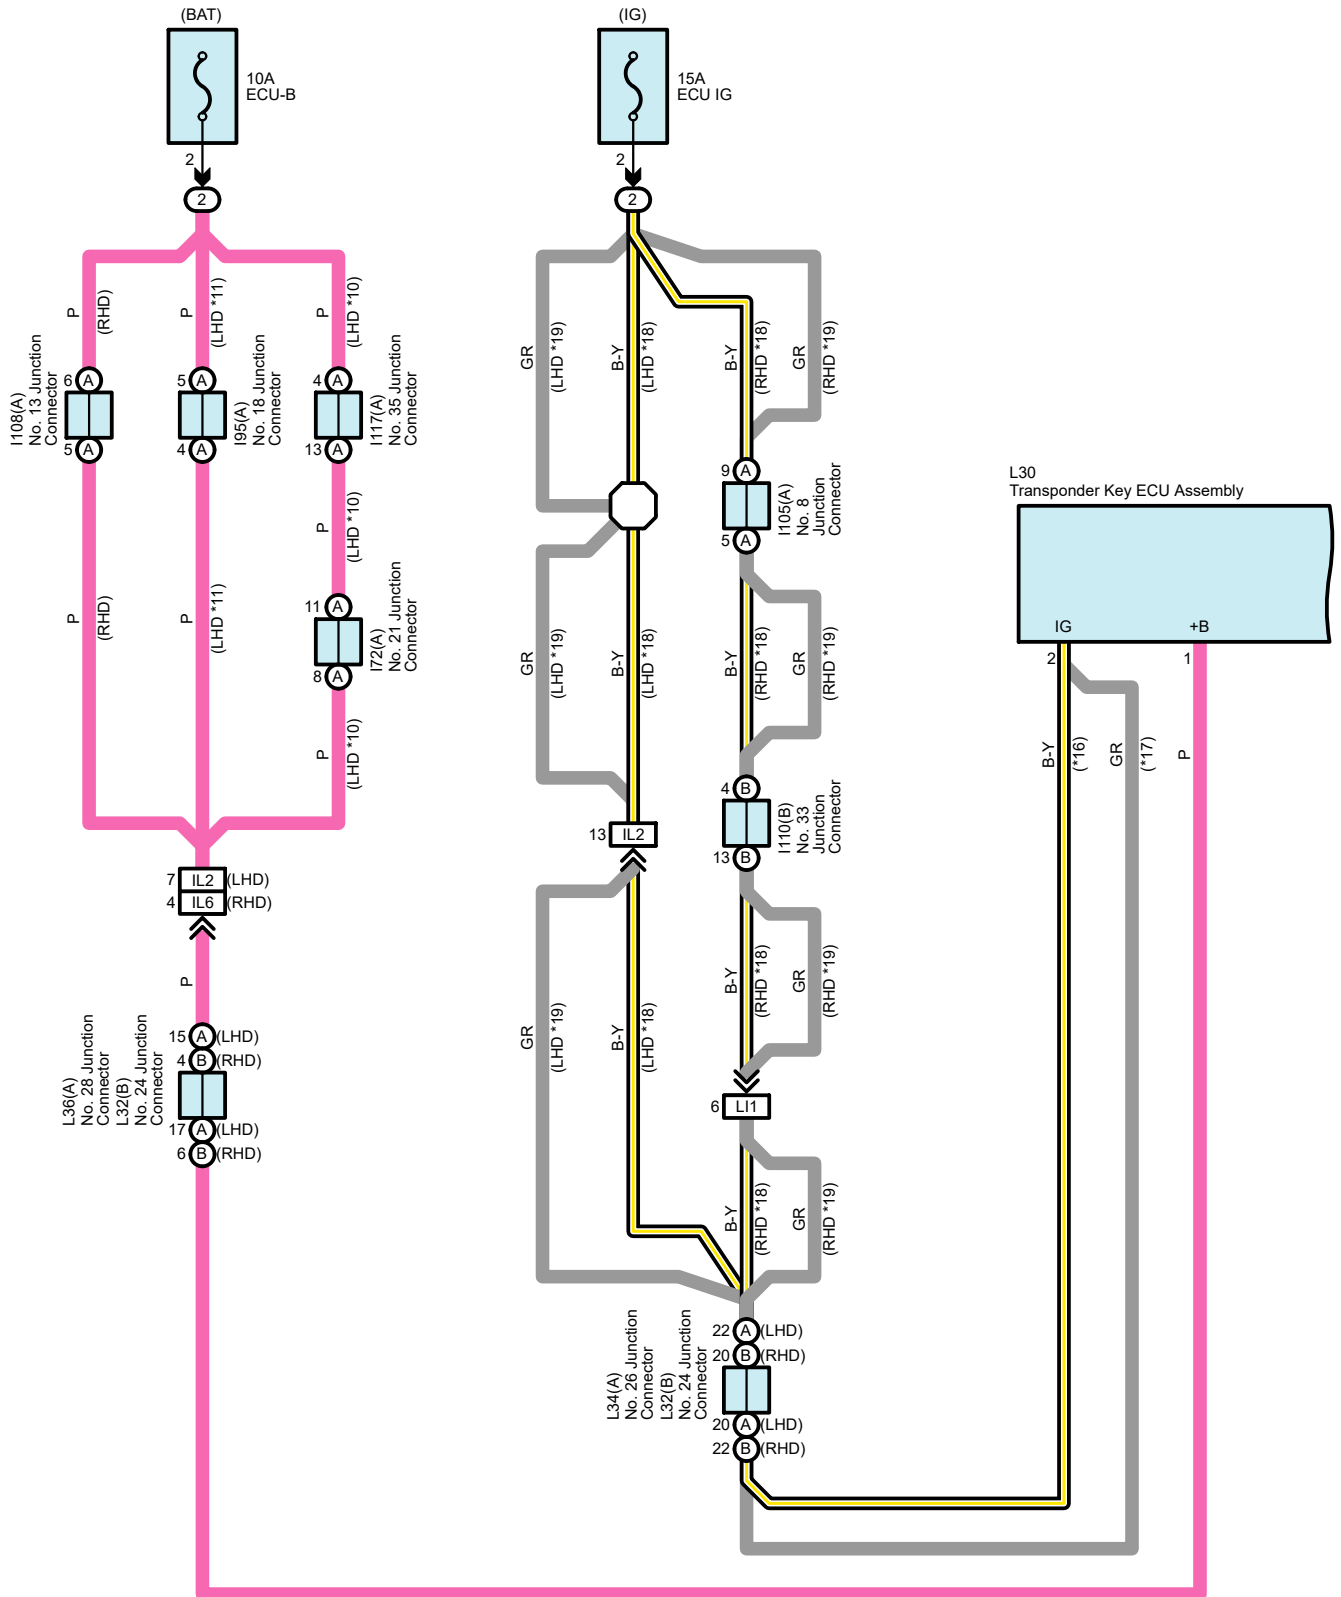 (BAT)
10A
ECU-B
2
2
(IG)
15A
ECU IG
2
2
P
(RHD)
P
(LHD *11)
P
(LHD *10)
GR
(LHD *19)
B-Y
(LHD *18)
B-Y
(RHD *18)
GR
(RHD *19)
I108(A)
No. 13 Junction
Connector
6 A
5 A
5 A
4 A
I95(A)
No. 18 Junction
Connector
4 A
13 A
I117(A)
No. 35 Junction
Connector
9 A
5 A
I105(A)
No. 8
Junction
Connector
L30
Transponder Key ECU Assembly
IG
+B
2
1
P
(LHD *10)
P
(RHD)
P
(LHD *11)
11 A
8 A
I72(A)
No. 21 Junction
Connector
GR
(LHD *19)
B-Y
(LHD *18)
B-Y
(RHD *18)
GR
(RHD *19)
P
(LHD *10)
B-Y
(*16)
GR
(*17)
P
13 IL2
4 B
13 B
I110(B)
No. 33
Junction
Connector
7 IL2 (LHD)
4 IL6 (RHD)
P
B-Y
(RHD *18)
GR
(RHD *19)
GR
(LHD *19)
B-Y
(LHD *18)
L36(A)
No. 28 Junction
Connector
L32(B)
No. 24 Junction
Connector
15 A (LHD)
4 B (RHD)
17 A (LHD)
6 B (RHD)
6 LI1
B-Y
(RHD *18)
GR
(RHD *19)
L34(A)
No. 26 Junction
Connector
L32(B)
No. 24 Junction
Connector
22 A (LHD)
20 B (RHD)
20 A (LHD)
22 B (RHD)